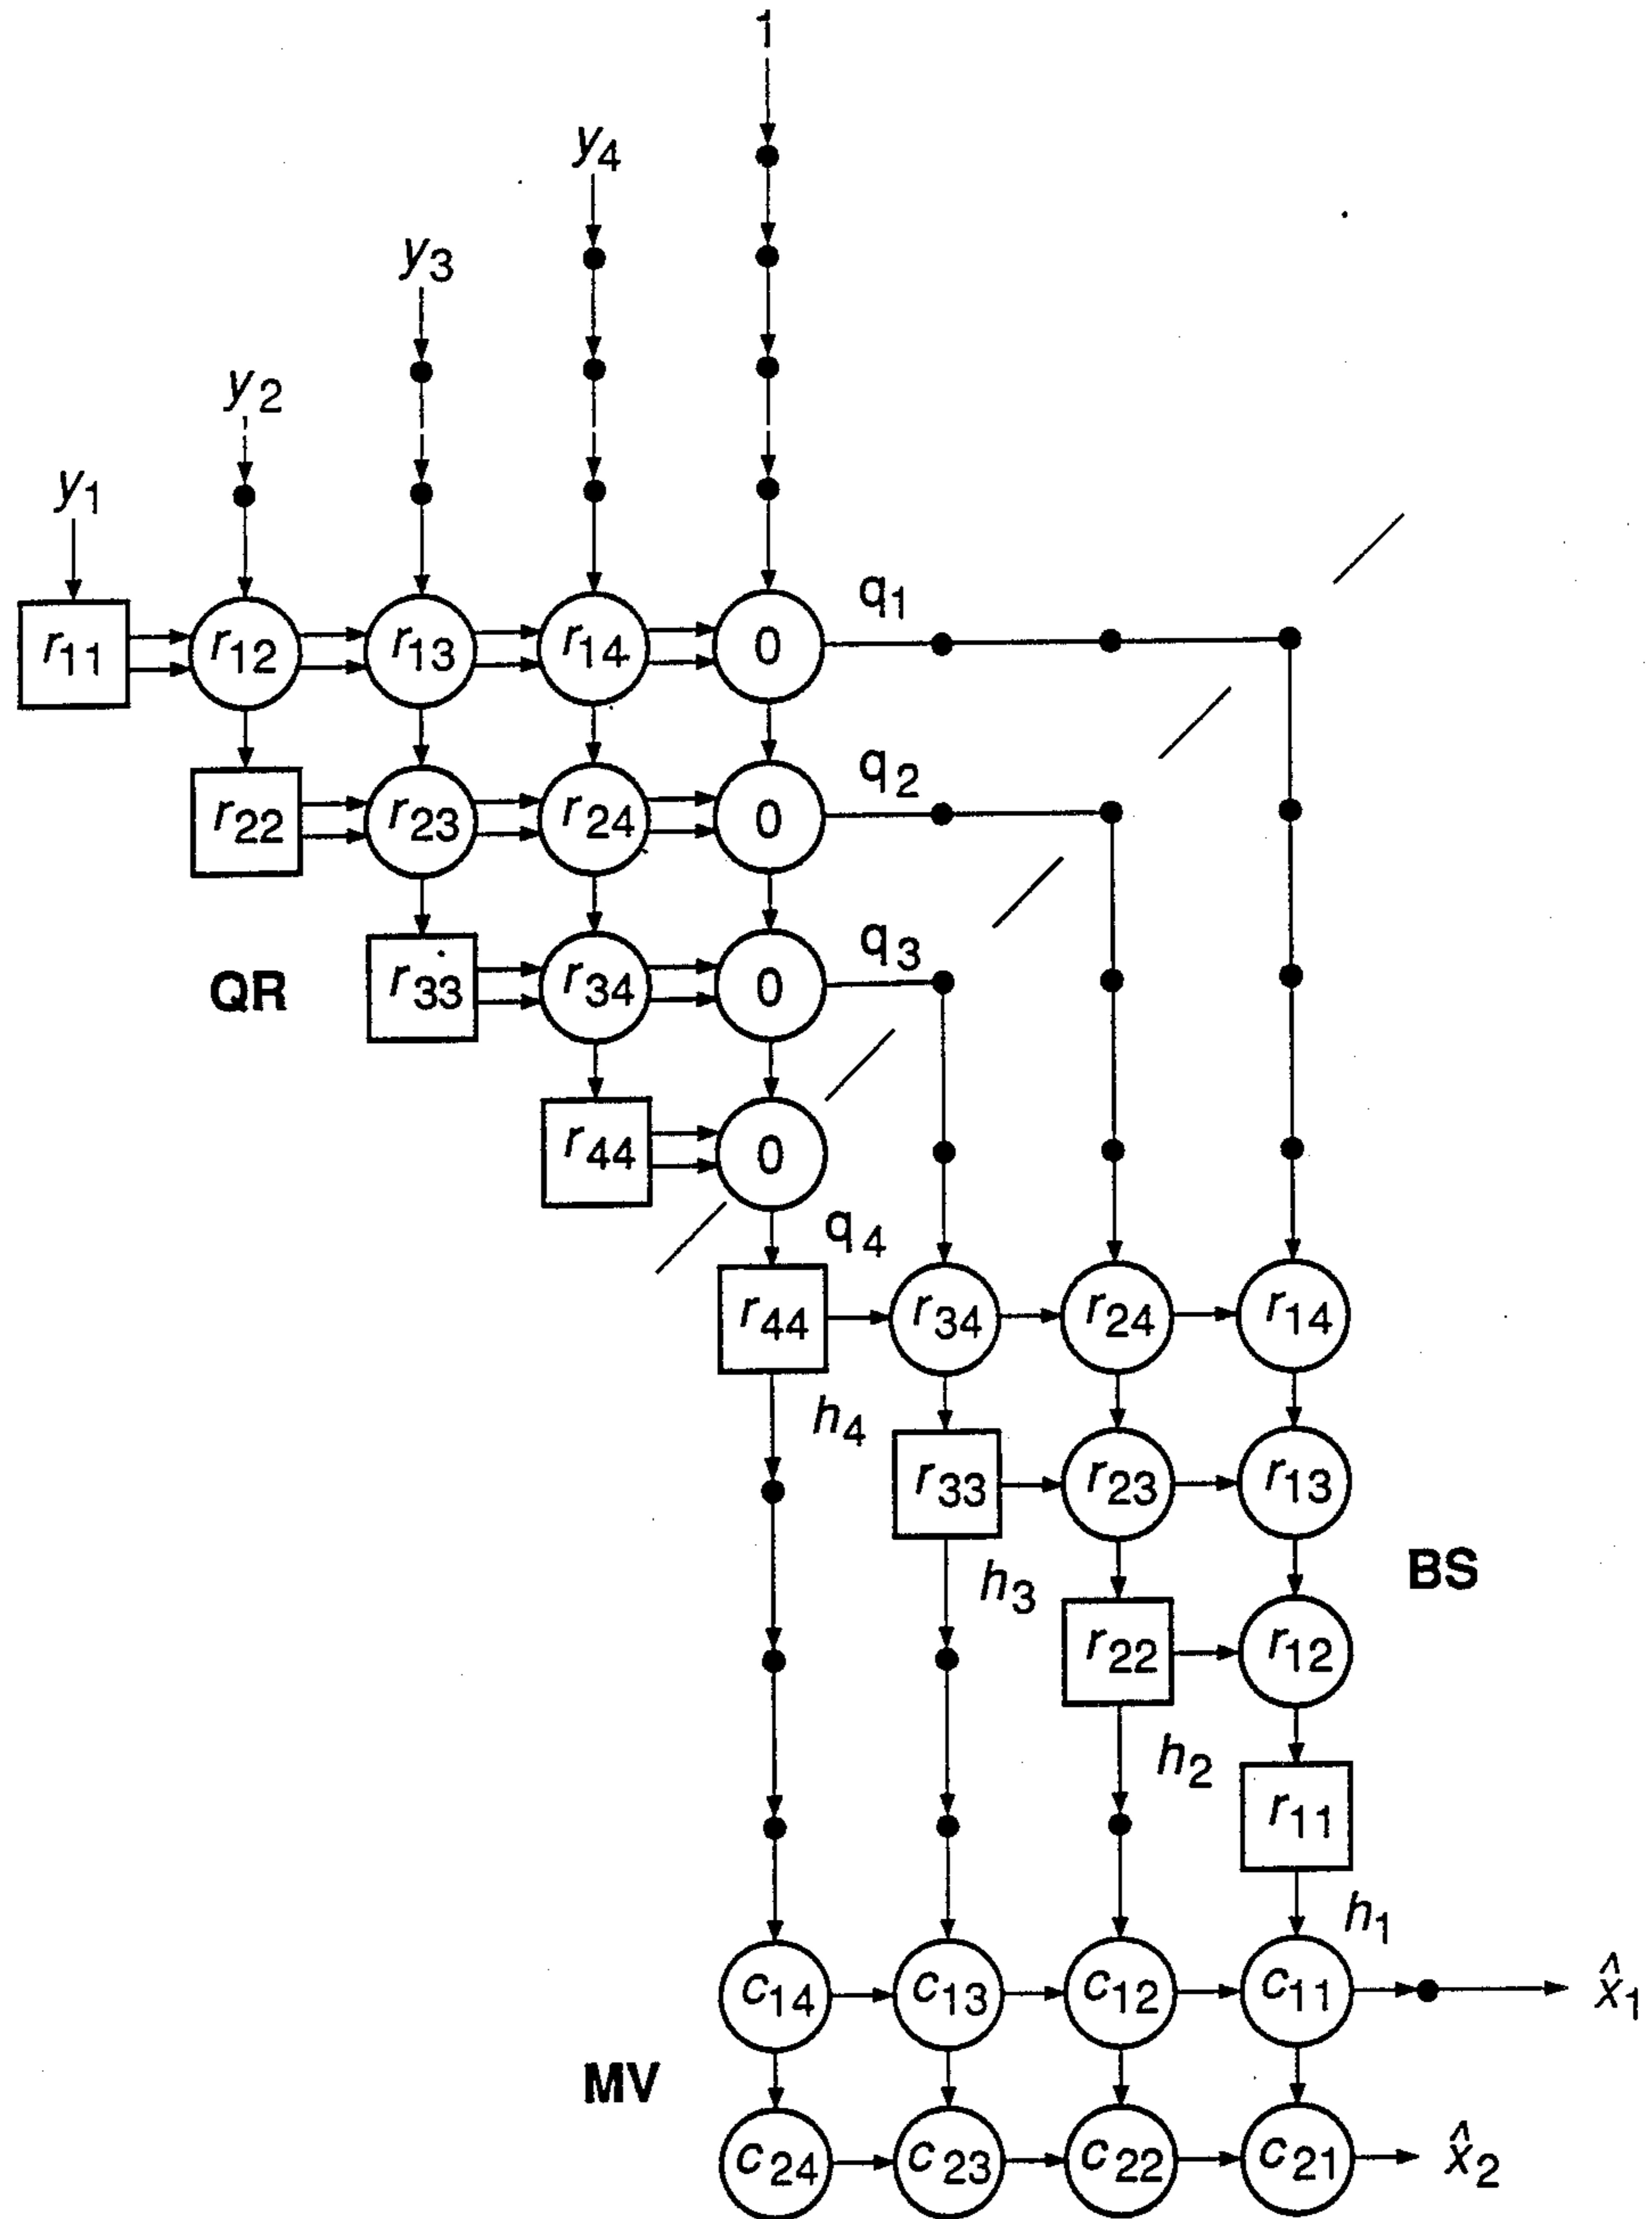 1
y4
y3
y2
y1
r11 r12 r13 r14 0 q1
r22 r23 r24 0 q2
QR r33 r34 0 q3
r44 0
q4
r44 r34 r24 r14
h4
r33 r23 r13
BS
h3
r22 r12
h2
r11
h1
c14 c13 c12 c11 x̂1
MV
c24 c23 c22 c21 x̂2